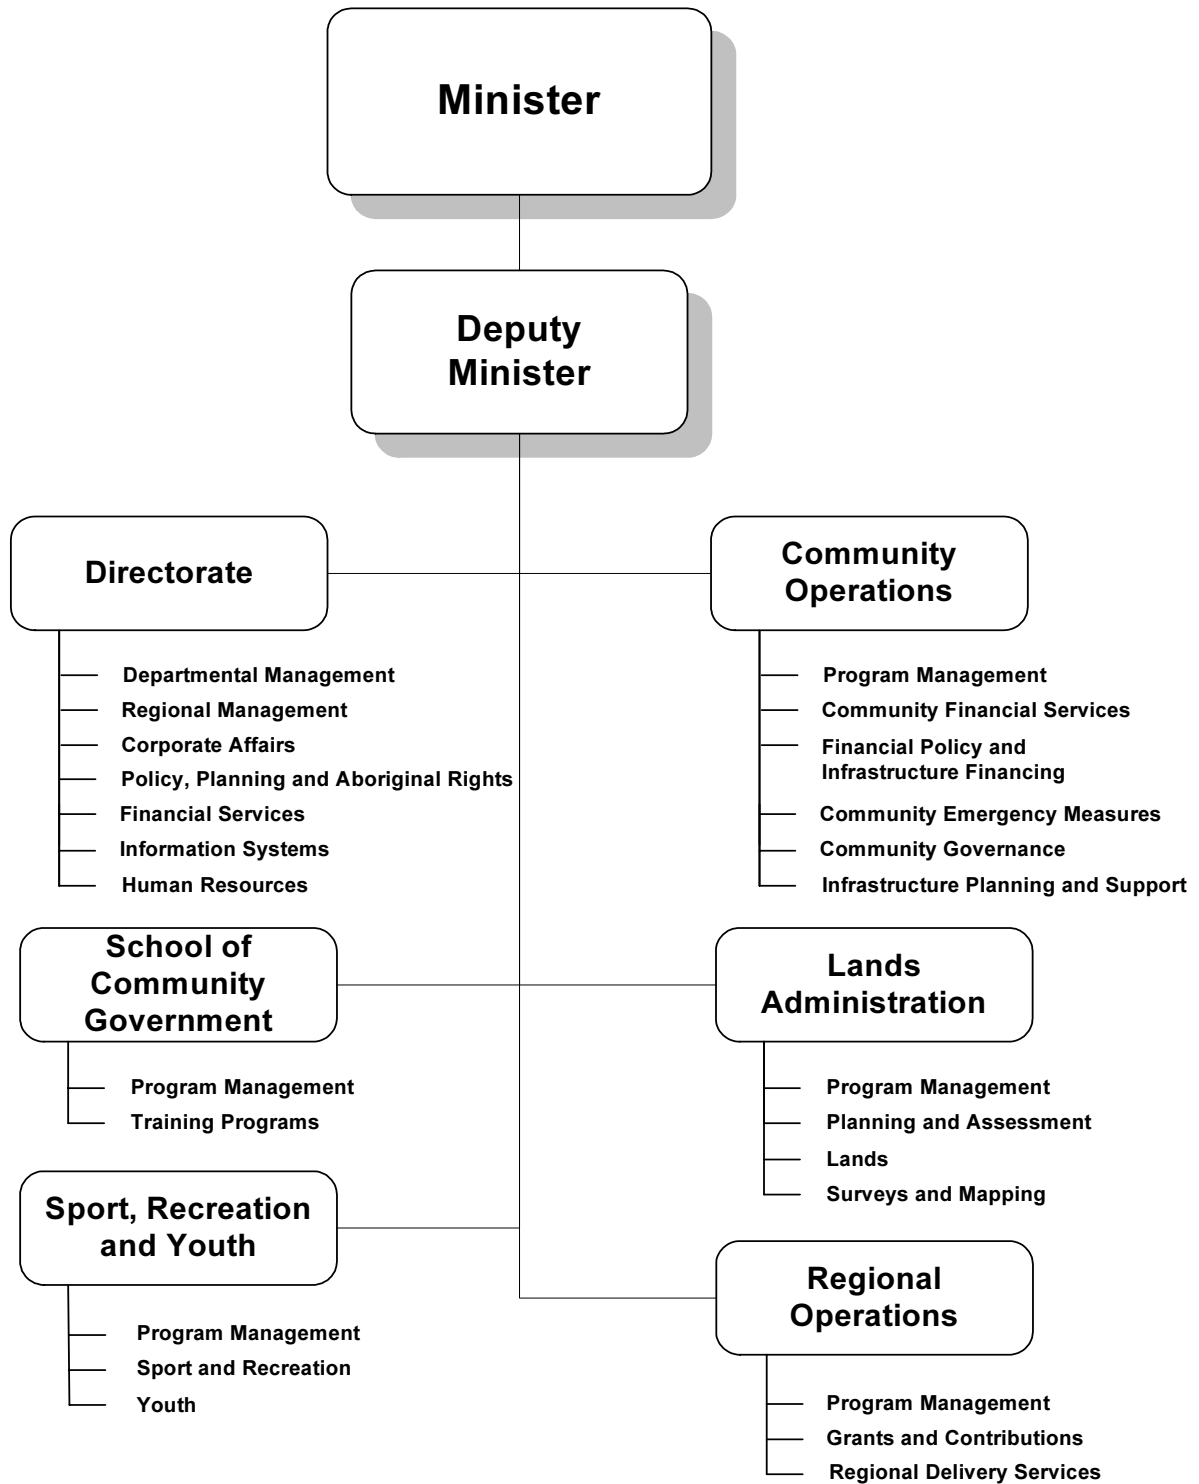 Minister
Deputy
Minister
Directorate
Departmental Management
Regional Management
Corporate Affairs
Policy, Planning and Aboriginal Rights
Financial Services
Information Systems
Human Resources
Community
Operations
Program Management
Community Financial Services
Financial Policy and
Infrastructure Financing
Community Emergency Measures
Community Governance
Infrastructure Planning and Support
School of
Community
Government
Program Management
Training Programs
Lands
Administration
Program Management
Planning and Assessment
Lands
Surveys and Mapping
Sport, Recreation
and Youth
Program Management
Sport and Recreation
Youth
Regional
Operations
Program Management
Grants and Contributions
Regional Delivery Services